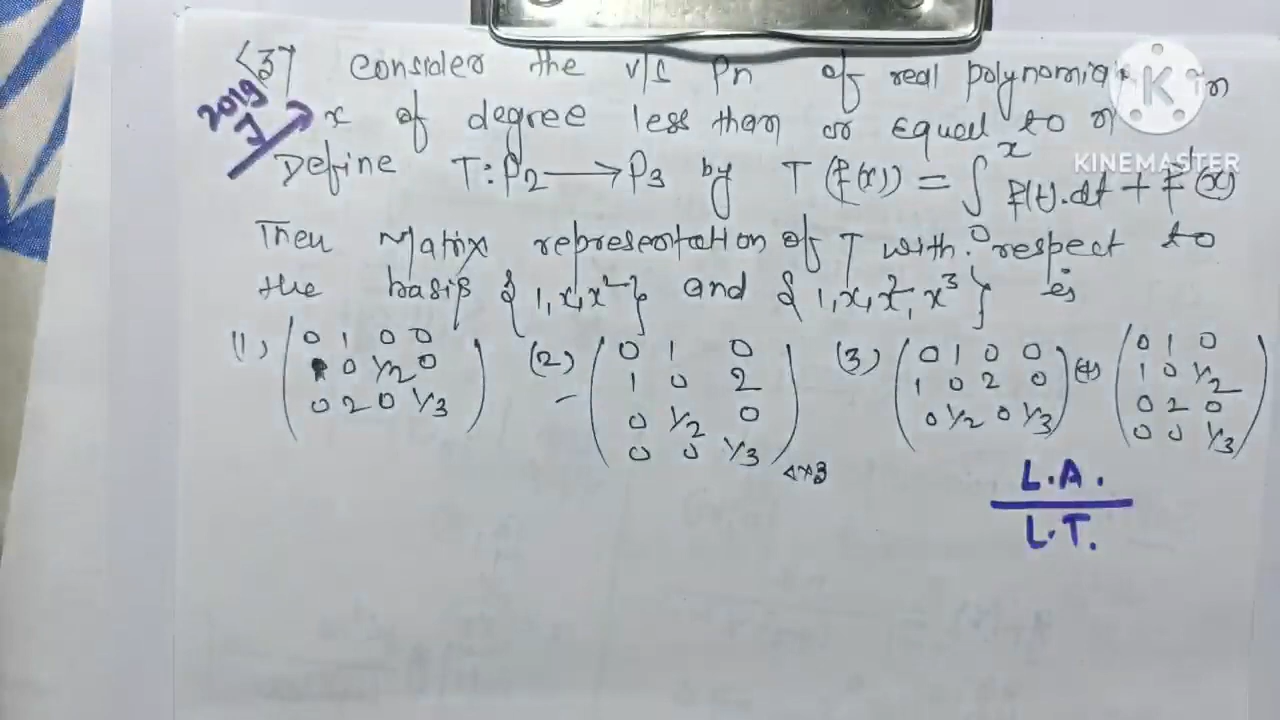 <3> Consider the v/s Pn of real polynomial in
2019 J x of degree less than or equal to n
KINEMASTER
Define T: P2 → P3 by T(f(x)) = ∫₀ˣ f(t).dt + f'(x)
Then Matrix representation of T with respect to
the basis {1, x, x²} and {1, x, x², x³} is
(1) (0 1 0 0
1 0 1/2 0
0 2 0 1/3)
(2) (0 1 0
1 0 2
0 1/2 0
0 0 1/3) 4×3
(3) (0 1 0 0
1 0 2 0
0 1/2 0 1/3)
(4) (0 1 0
1 0 1/2
0 2 0
0 0 1/3)
L.A.
L.T.